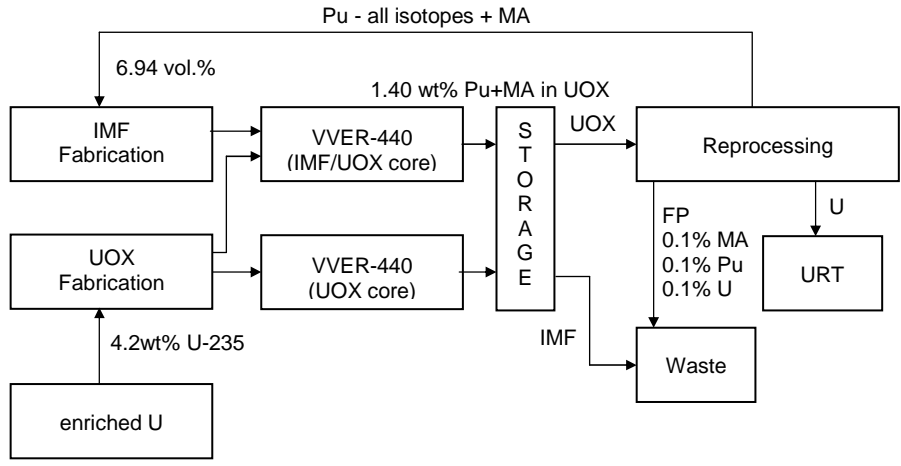 Pu - all isotopes + MA
6.94 vol.%
1.40 wt% Pu+MA in UOX
IMF
Fabrication
VVER-440
(IMF/UOX core)
S
T
O
R
A
G
E
UOX
Reprocessing
FP
0.1% MA
0.1% Pu
0.1% U
U
UOX
Fabrication
VVER-440
(UOX core)
URT
4.2wt% U-235
IMF
Waste
enriched U